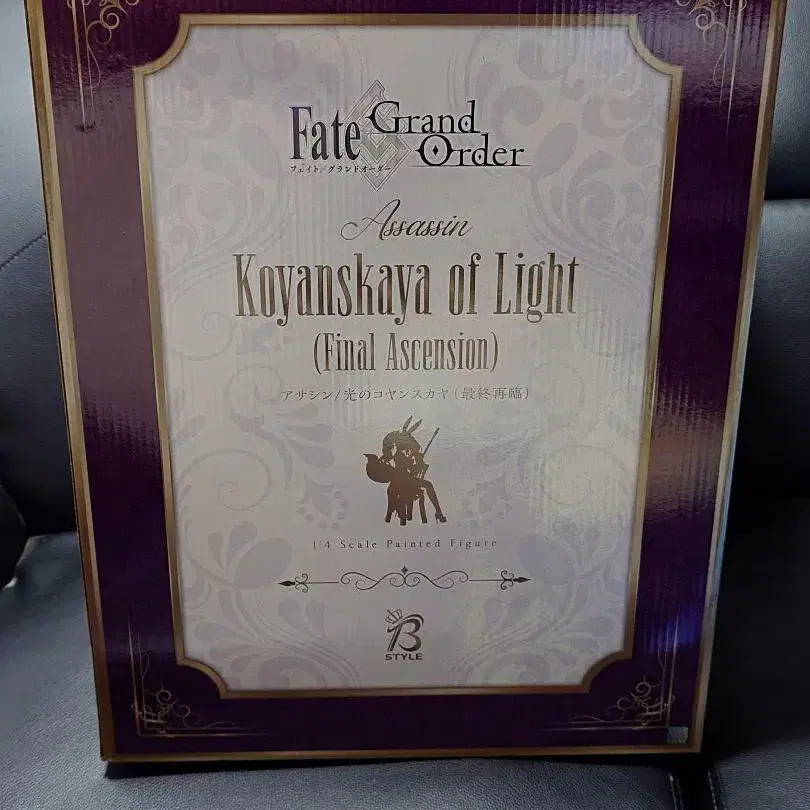 Fate Grand Order
フェイト/グランドオーダー
Assassin
Koyanskaya of Light
(Final Ascension)
アサシン/光のコヤンスカヤ(最終再臨)
1/4 Scale Painted Figure
B
STYLE